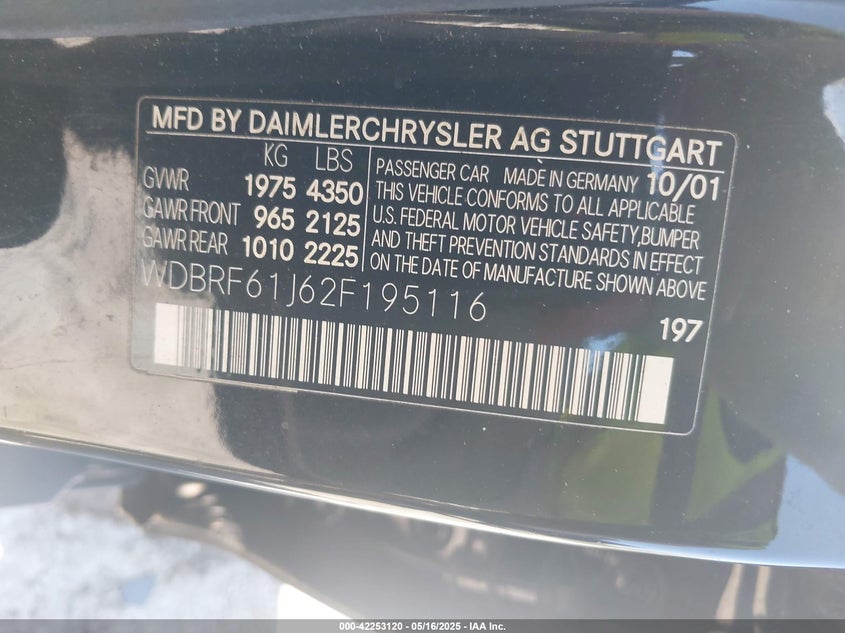 MFD BY DAIMLERCHRYSLER AG STUTTGART
KG LBS
GVWR 1975 4350
GAWR FRONT 965 2125
GAWR REAR 1010 2225
PASSENGER CAR MADE IN GERMANY 10/01
THIS VEHICLE CONFORMS TO ALL APPLICABLE
U.S. FEDERAL MOTOR VEHICLE SAFETY,BUMPER
AND THEFT PREVENTION STANDARDS IN EFFECT
ON THE DATE OF MANUFACTURE SHOWN ABOVE
WDBRF61J62F195116
197
000-42253120 - 05/16/2025 - IAA Inc.